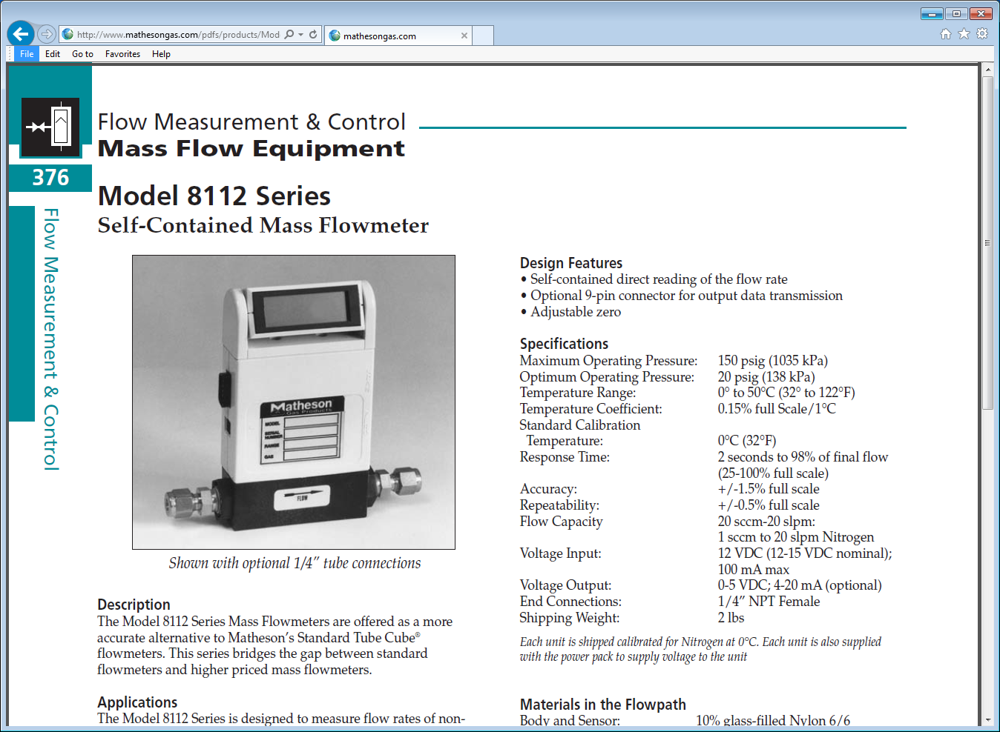 http://www.mathesongas.com/pdfs/products/Mod
mathesongas.com
File Edit Go to Favorites Help
Flow Measurement & Control
Mass Flow Equipment
376
Model 8112 Series
Self-Contained Mass Flowmeter
Flow Measurement & Control
Matheson
Gas Products
MODEL
SERIAL
NUMBER
RANGE
GAS
FLOW
Shown with optional 1/4" tube connections
Description
The Model 8112 Series Mass Flowmeters are offered as a more
accurate alternative to Matheson's Standard Tube Cube®
flowmeters. This series bridges the gap between standard
flowmeters and higher priced mass flowmeters.
Applications
The Model 8112 Series is designed to measure flow rates of non-
Design Features
• Self-contained direct reading of the flow rate
• Optional 9-pin connector for output data transmission
• Adjustable zero
Specifications
Maximum Operating Pressure: 150 psig (1035 kPa)
Optimum Operating Pressure: 20 psig (138 kPa)
Temperature Range: 0° to 50°C (32° to 122°F)
Temperature Coefficient: 0.15% full Scale/1°C
Standard Calibration
Temperature: 0°C (32°F)
Response Time: 2 seconds to 98% of final flow
(25-100% full scale)
Accuracy: +/-1.5% full scale
Repeatability: +/-0.5% full scale
Flow Capacity 20 sccm-20 slpm:
1 sccm to 20 slpm Nitrogen
Voltage Input: 12 VDC (12-15 VDC nominal);
100 mA max
Voltage Output: 0-5 VDC; 4-20 mA (optional)
End Connections: 1/4" NPT Female
Shipping Weight: 2 lbs
Each unit is shipped calibrated for Nitrogen at 0°C. Each unit is also supplied
with the power pack to supply voltage to the unit
Materials in the Flowpath
Body and Sensor: 10% glass-filled Nylon 6/6